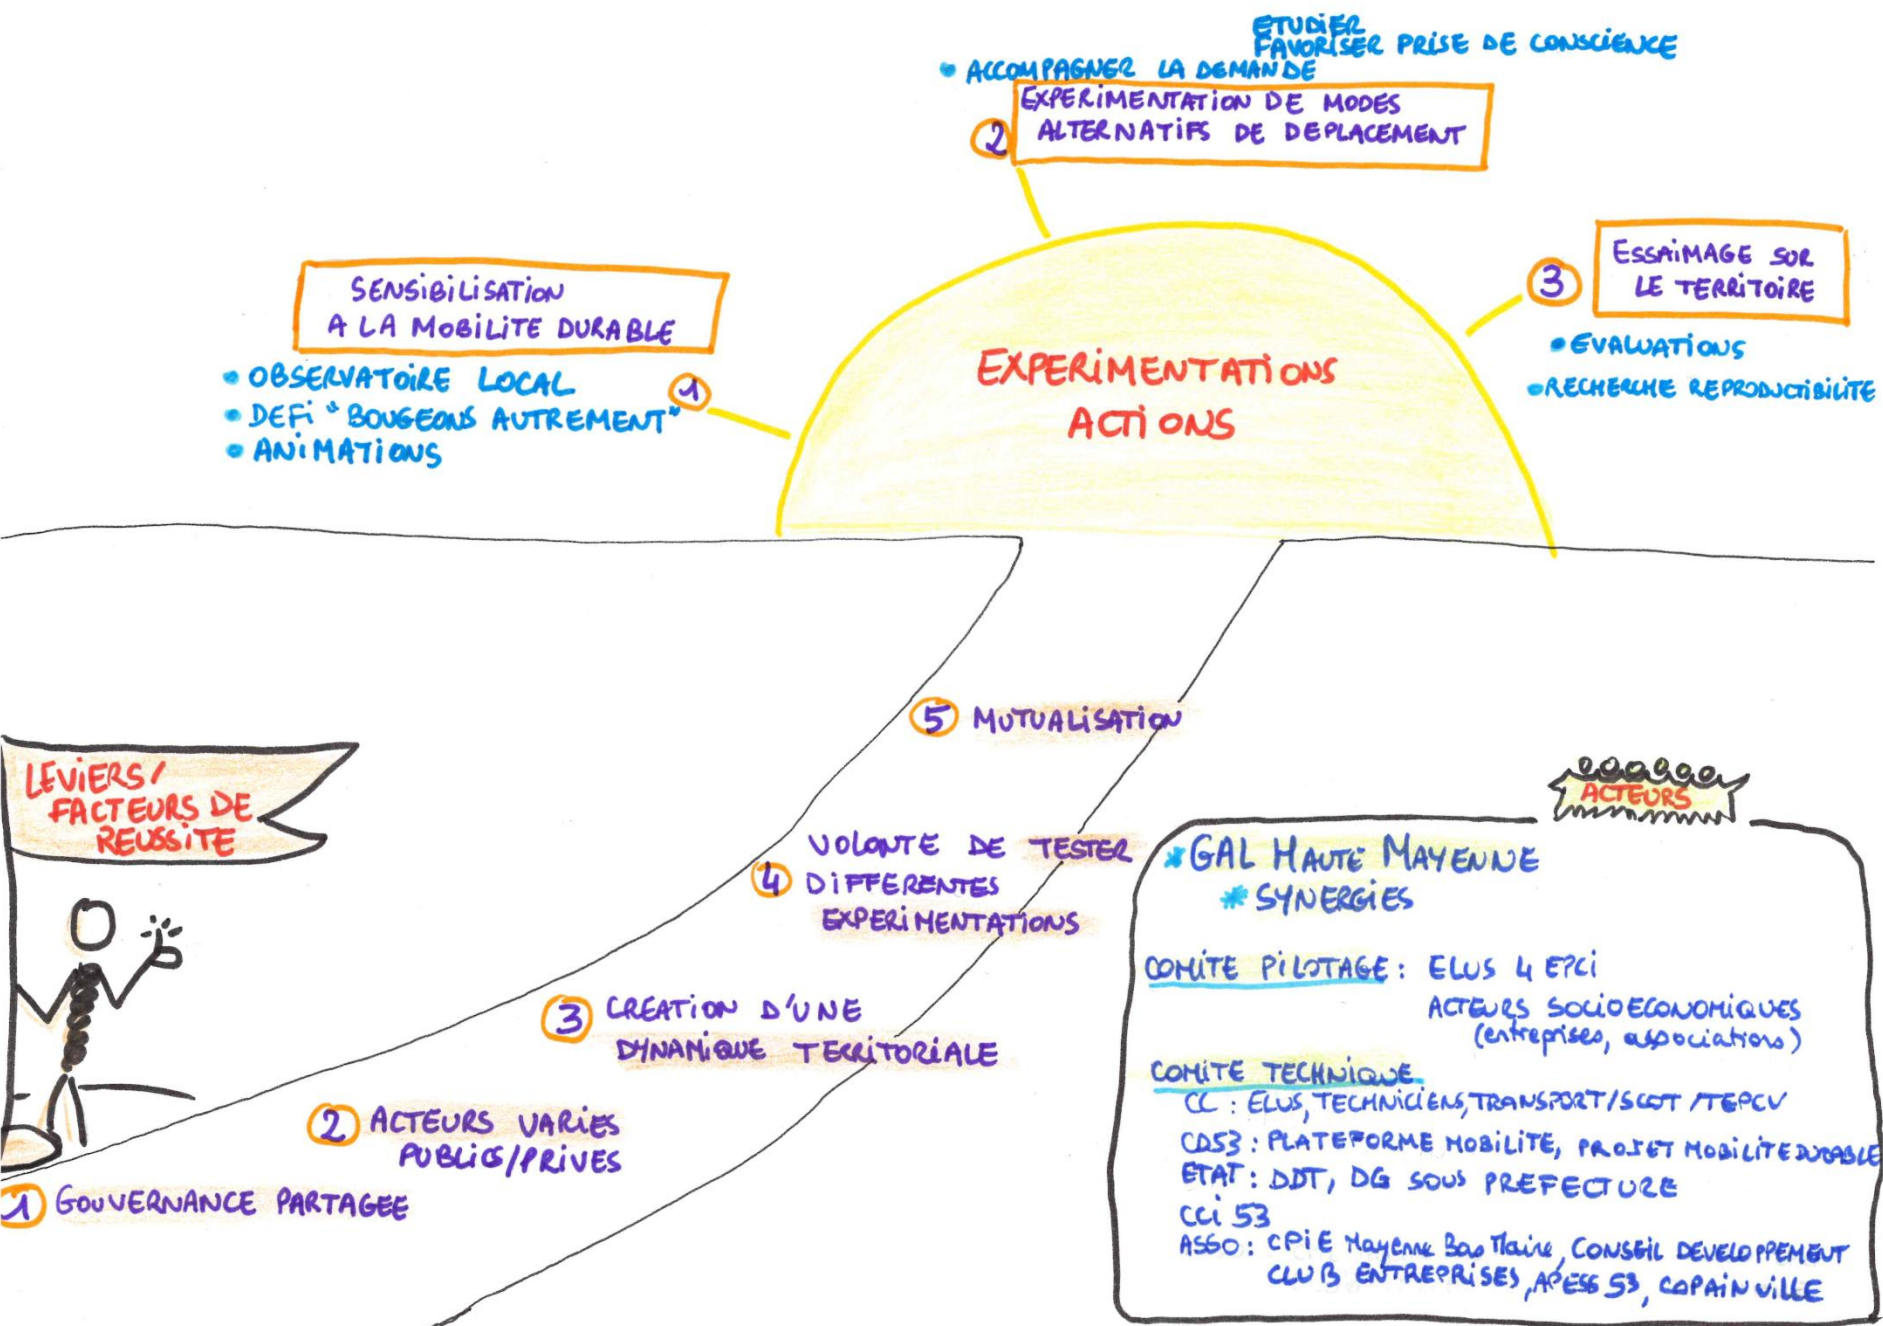 ETUDIER
FAVORISER PRISE DE CONSCIENCE
• ACCOMPAGNER LA DEMANDE
2 EXPERIMENTATION DE MODES
ALTERNATIFS DE DEPLACEMENT
SENSIBILISATION
A LA MOBILITE DURABLE
1
• OBSERVATOIRE LOCAL
• DEFI "BOUGEONS AUTREMENT"
• ANIMATIONS
3 ESSAIMAGE SUR
LE TERRITOIRE
• EVALUATIONS
• RECHERCHE REPRODUCTIBILITE
EXPERIMENTATIONS
ACTIONS
LEVIERS/
FACTEURS DE
REUSSITE
5 MUTUALISATION
4 VOLONTE DE TESTER
DIFFERENTES
EXPERIMENTATIONS
3 CREATION D'UNE
DYNAMIQUE TERRITORIALE
2 ACTEURS VARIES
PUBLICS/PRIVES
1 GOUVERNANCE PARTAGEE
ACTEURS
* GAL HAUTE MAYENNE
* SYNERGIES
COMITE PILOTAGE : ELUS 4 EPCI
ACTEURS SOCIOECONOMIQUES
(entreprises, associations)
COMITE TECHNIQUE
CC : ELUS, TECHNICIENS, TRANSPORT/SCOT/TEPCV
CD53 : PLATEFORME MOBILITE, PROJET MOBILITE DURABLE
ETAT : DDT, DG SOUS PREFECTURE
CCI 53
ASSO : CPIE Mayenne Bas Maine, CONSEIL DEVELOPPEMENT
CLUB ENTREPRISES, APESS 53, COPAINVILLE